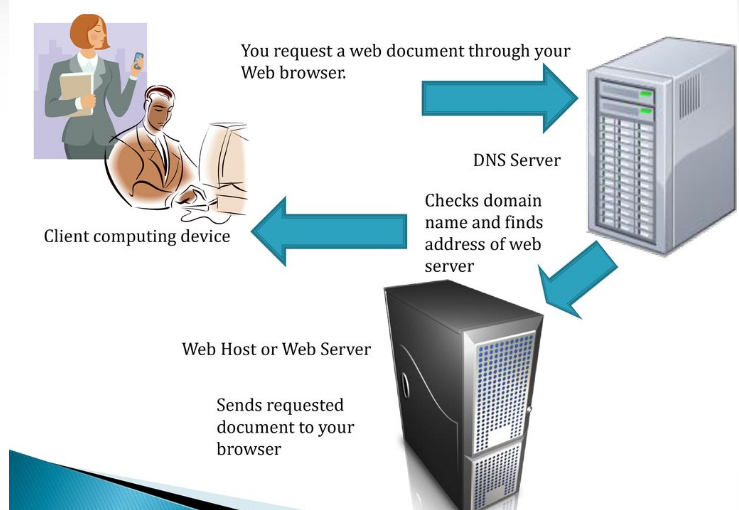 You request a web document through your
Web browser.
DNS Server
Checks domain
name and finds
address of web
server
Client computing device
Web Host or Web Server
Sends requested
document to your
browser